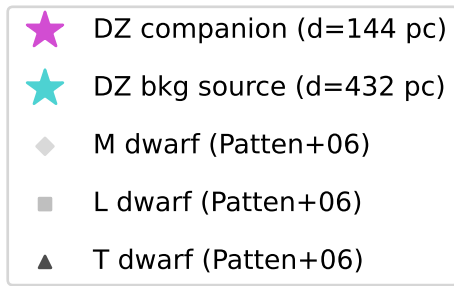 DZ companion (d=144 pc)
DZ bkg source (d=432 pc)
M dwarf (Patten+06)
L dwarf (Patten+06)
T dwarf (Patten+06)